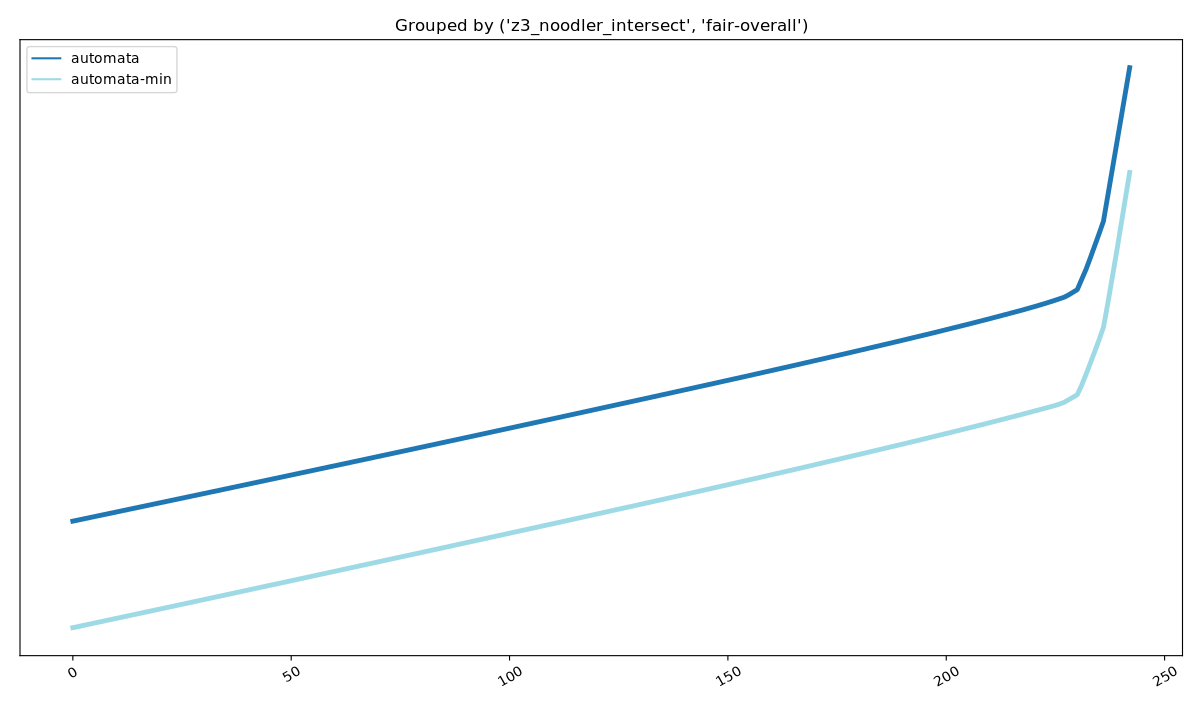 Grouped by ('z3_noodler_intersect', 'fair-overall')
automata
automata-min
0
50
100
150
200
250